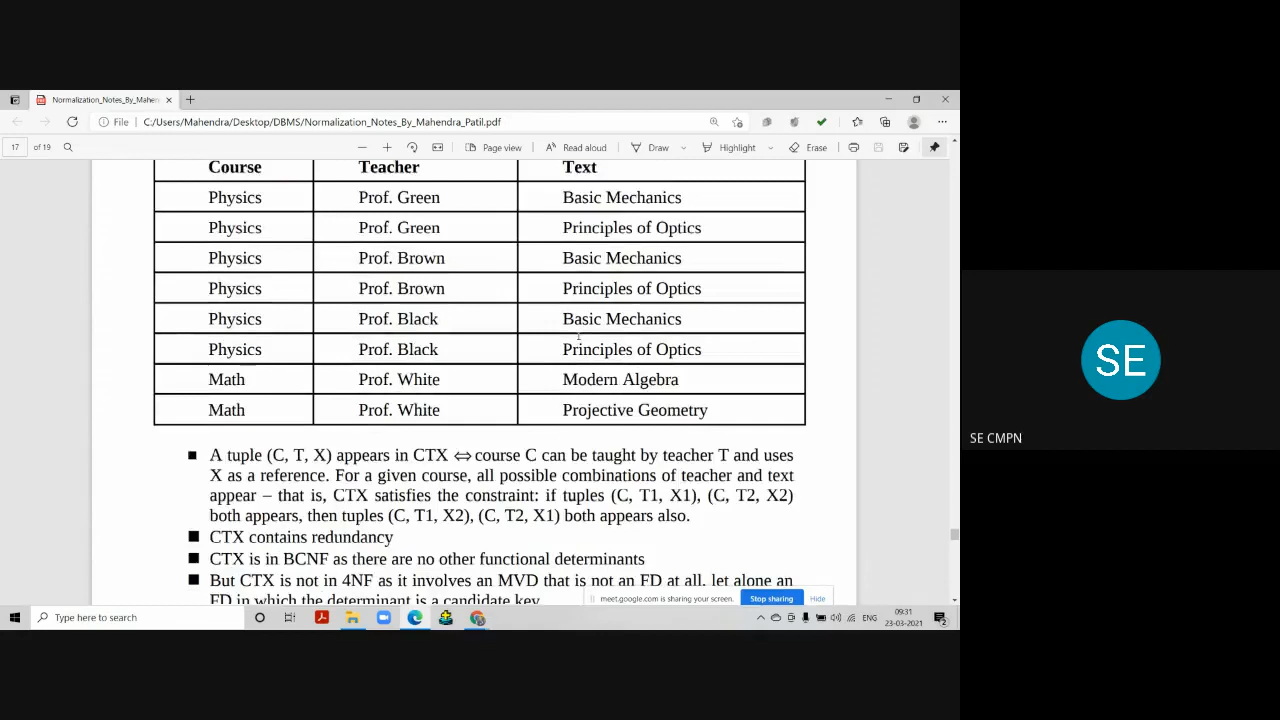 Normalization_Notes_By_Mahen
File C:/Users/Mahendra/Desktop/DBMS/Normalization_Notes_By_Mahendra_Patil.pdf
17 of 19 Page view Read aloud Draw Highlight Erase
Course Teacher Text
Physics Prof. Green Basic Mechanics
Physics Prof. Green Principles of Optics
Physics Prof. Brown Basic Mechanics
Physics Prof. Brown Principles of Optics
Physics Prof. Black Basic Mechanics
Physics Prof. Black Principles of Optics
Math Prof. White Modern Algebra
Math Prof. White Projective Geometry
■ A tuple (C, T, X) appears in CTX ⇔ course C can be taught by teacher T and uses
X as a reference. For a given course, all possible combinations of teacher and text
appear – that is, CTX satisfies the constraint: if tuples (C, T1, X1), (C, T2, X2)
both appears, then tuples (C, T1, X2), (C, T2, X1) both appears also.
■ CTX contains redundancy
■ CTX is in BCNF as there are no other functional determinants
■ But CTX is not in 4NF as it involves an MVD that is not an FD at all, let alone an
FD in which the determinant is a candidate key
meet.google.com is sharing your screen. Stop sharing Hide
Type here to search
ENG
09:31
23-03-2021
2
SE
SE CMPN